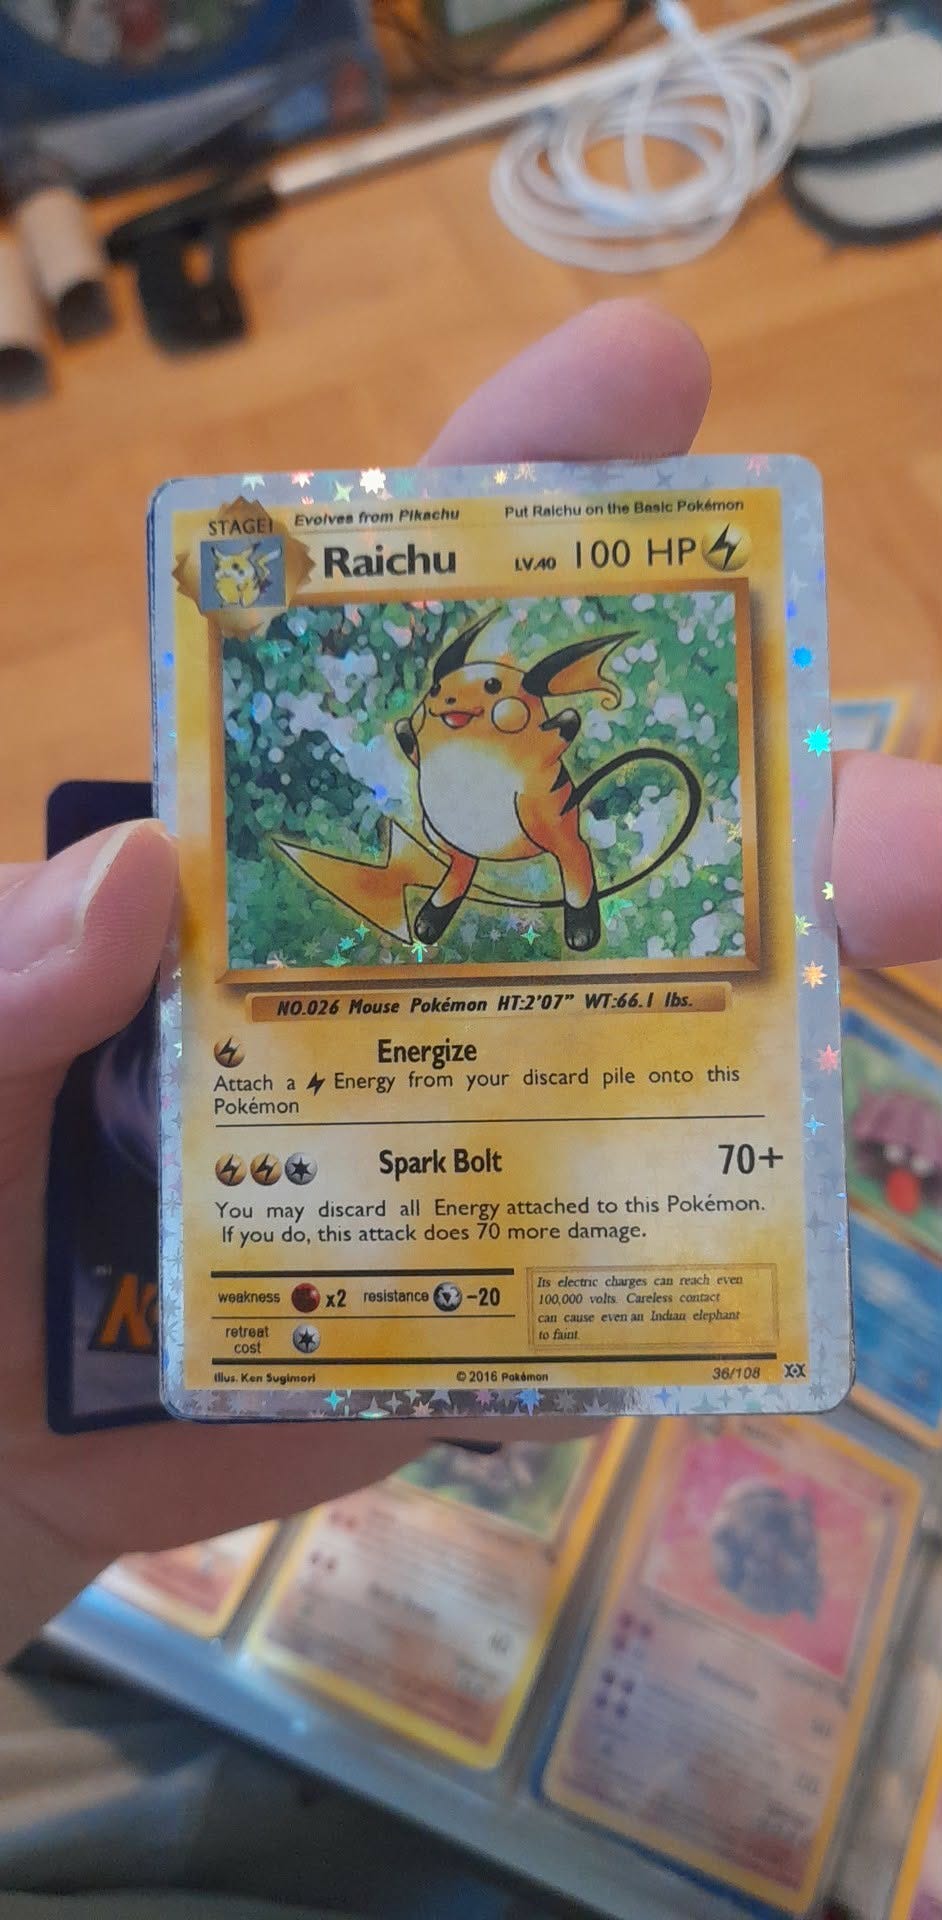 STAGE1 Evolves from Pikachu Put Raichu on the Basic Pokémon
Raichu LV.40 100 HP
NO.026 Mouse Pokémon HT:2'07" WT:66.1 lbs.
Energize
Attach a Energy from your discard pile onto this
Pokémon
Spark Bolt 70+
You may discard all Energy attached to this Pokémon.
If you do, this attack does 70 more damage.
weakness x2 resistance -20
retreat
cost
Its electric charges can reach even
100,000 volts. Careless contact
can cause even an Indian elephant
to faint.
Illus. Ken Sugimori © 2016 Pokémon 36/108 XY